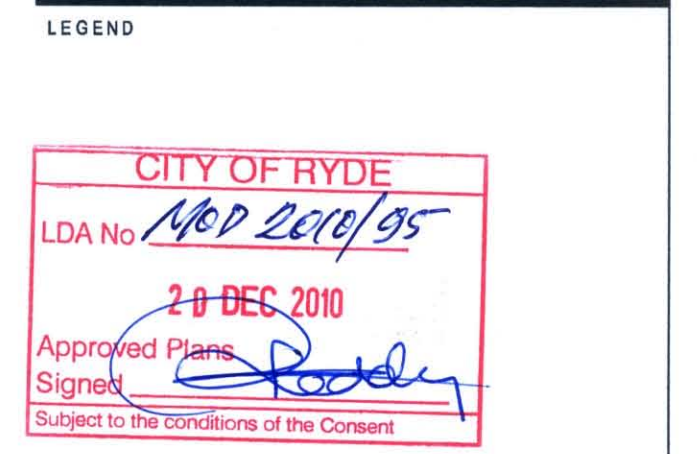 LEGEND
CITY OF RYDE
LDA No MOD 2010/95
20 DEC 2010
Approved Plans
Signed
Subject to the conditions of the Consent